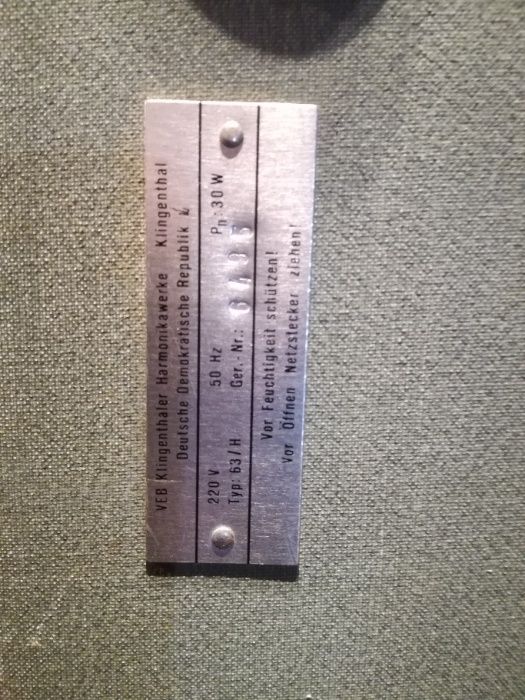 VEB Klingenthaler Harmonikawerke Klingenthal
Deutsche Demokratische Republik
220 V 50 Hz Pn: 30 W
Typ: 63/H Ger.-Nr.:
Vor Feuchtigkeit schützen!
Vor Öffnen Netzstecker ziehen!